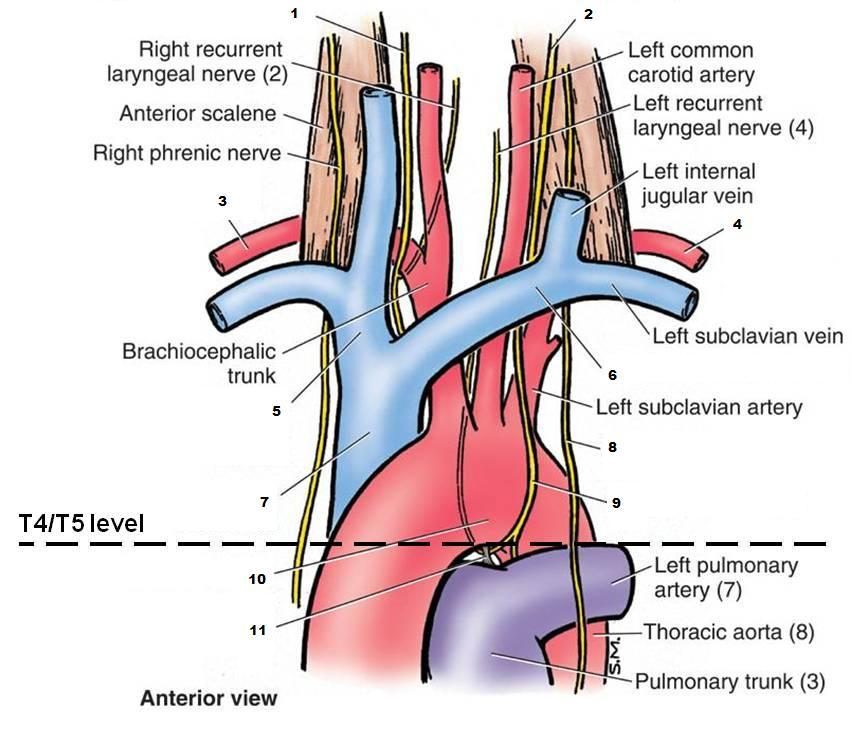 1
2
Right recurrent
laryngeal nerve (2)
Left common
carotid artery
Anterior scalene
Left recurrent
laryngeal nerve (4)
Right phrenic nerve
Left internal
jugular vein
3
4
Brachiocephalic
trunk
Left subclavian vein
5
6
Left subclavian artery
7
8
9
T4/T5 level
10
11
Left pulmonary
artery (7)
Thoracic aorta (8)
S.M.
Pulmonary trunk (3)
Anterior view